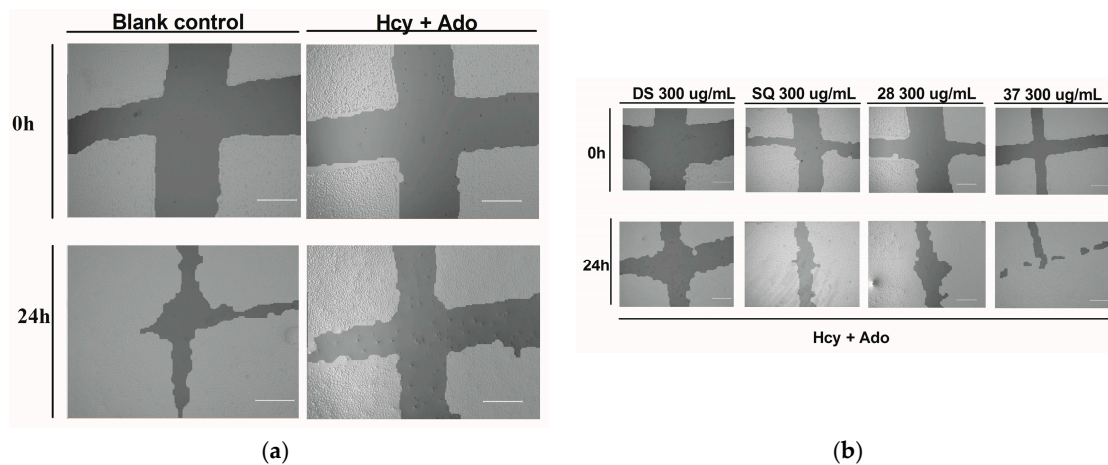 Blank control
Hcy + Ado
0h
24h
(a)
DS 300 ug/mL
SQ 300 ug/mL
28 300 ug/mL
37 300 ug/mL
0h
24h
Hcy + Ado
(b)